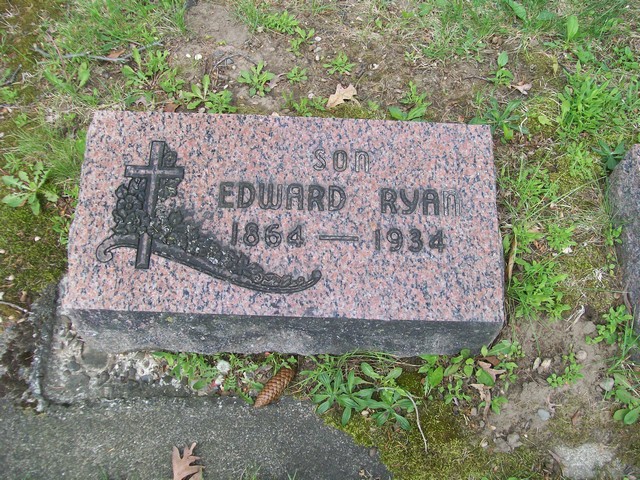 SON
EDWARD RYAN
1864 — 1934